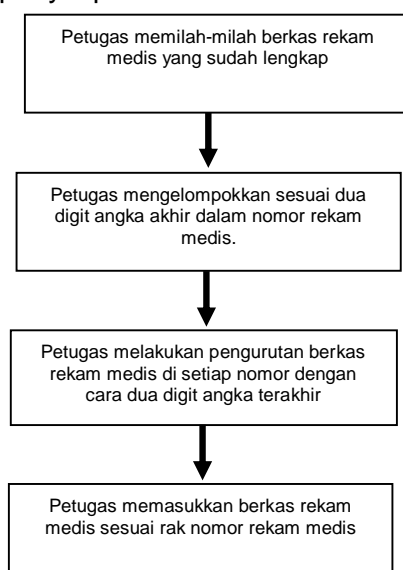 Petugas memilah-milah berkas rekam
medis yang sudah lengkap
Petugas mengelompokkan sesuai dua
digit angka akhir dalam nomor rekam
medis.
Petugas melakukan pengurutan berkas
rekam medis di setiap nomor dengan
cara dua digit angka terakhir
Petugas memasukkan berkas rekam
medis sesuai rak nomor rekam medis